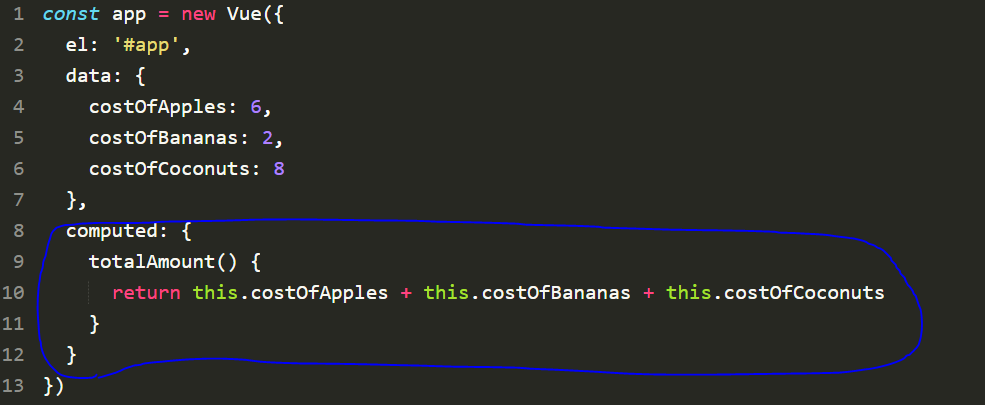 1 const app = new Vue({
2   el: '#app',
3   data: {
4     costOfApples: 6,
5     costOfBananas: 2,
6     costOfCoconuts: 8
7   },
8   computed: {
9     totalAmount() {
10       return this.costOfApples + this.costOfBananas + this.costOfCoconuts
11     }
12   }
13 })